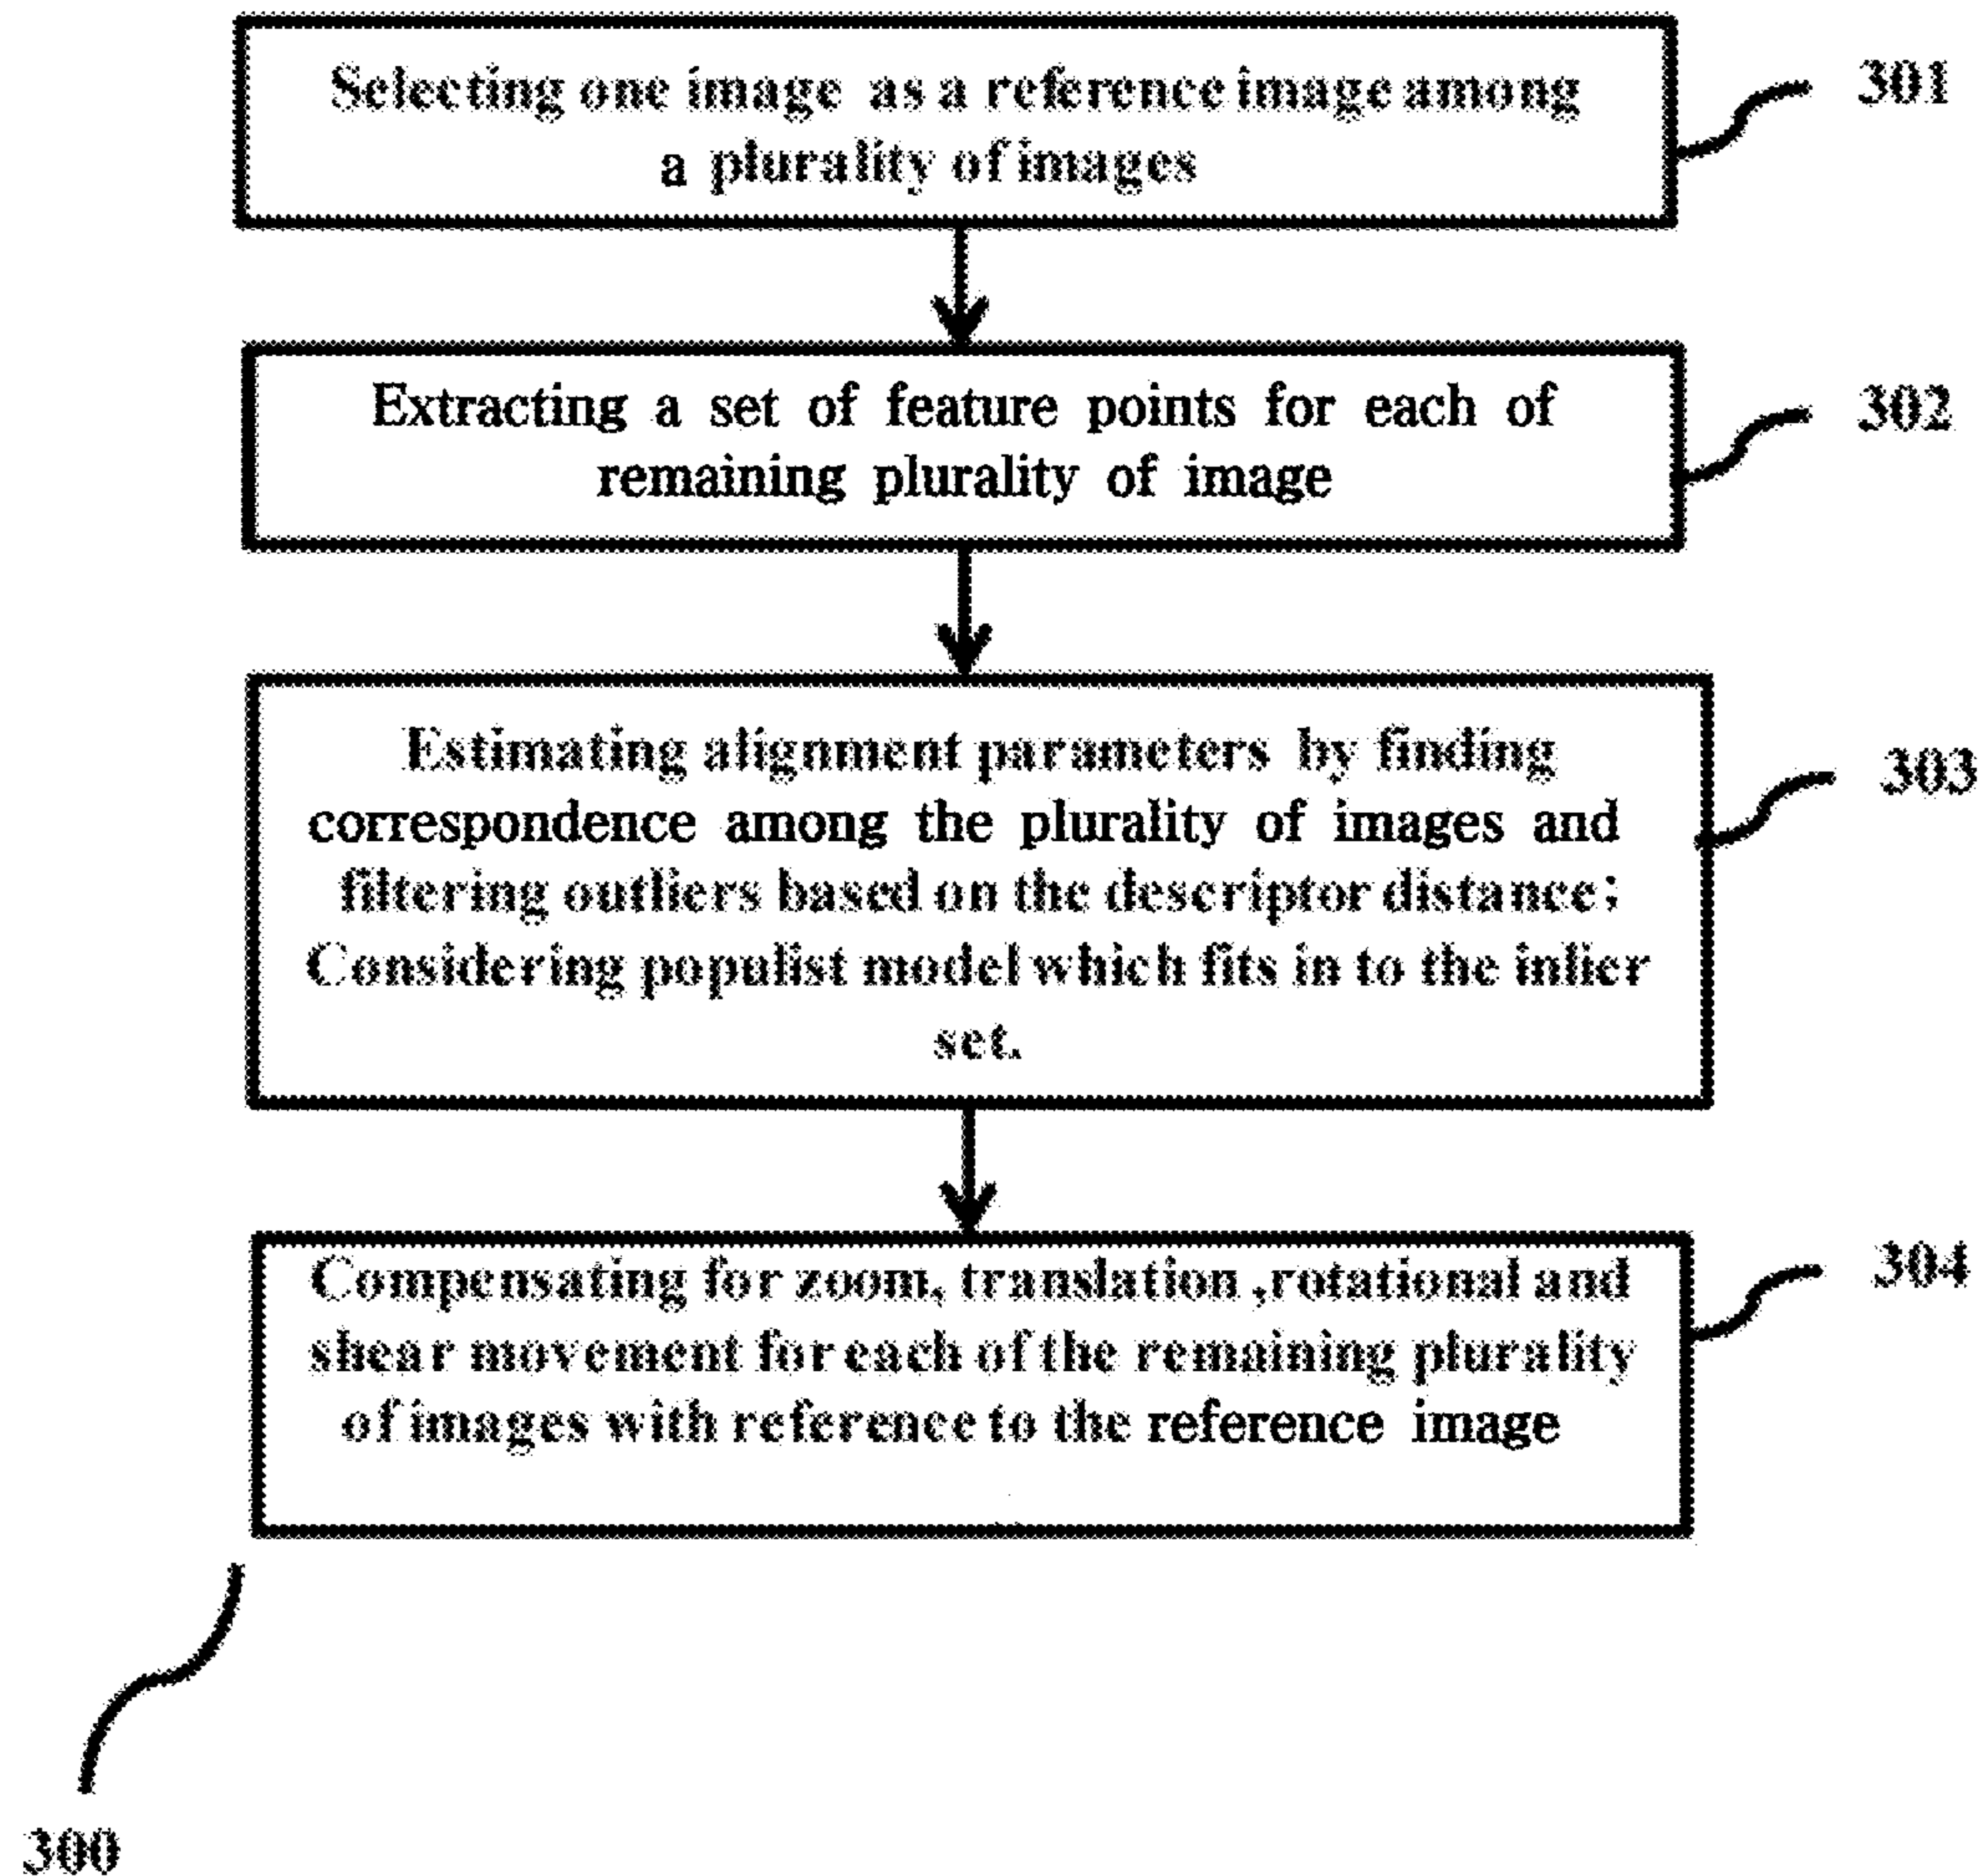 Selecting one image as a reference image among
a plurality of images
301
Extracting a set of feature points for each of
remaining plurality of image
302
Estimating alignment parameters by finding
correspondence among the plurality of images and
filtering outliers based on the descriptor distance;
Considering populist model which fits in to the inlier
set.
303
Compensating for zoom, translation ,rotational and
shear movement for each of the remaining plurality
of images with reference to the reference image
304
300